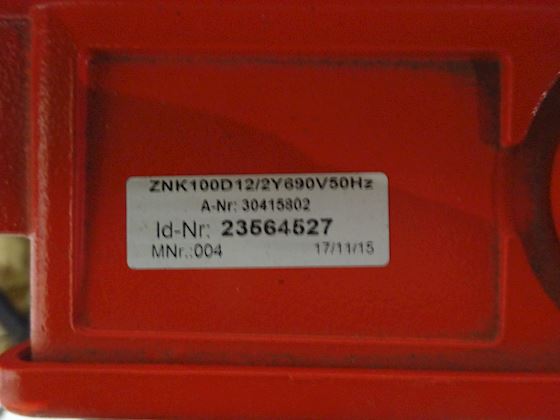 ZNK100D12/2Y690V50Hz
A-Nr: 30415802
Id-Nr: 23564527
MNr.:004 17/11/15